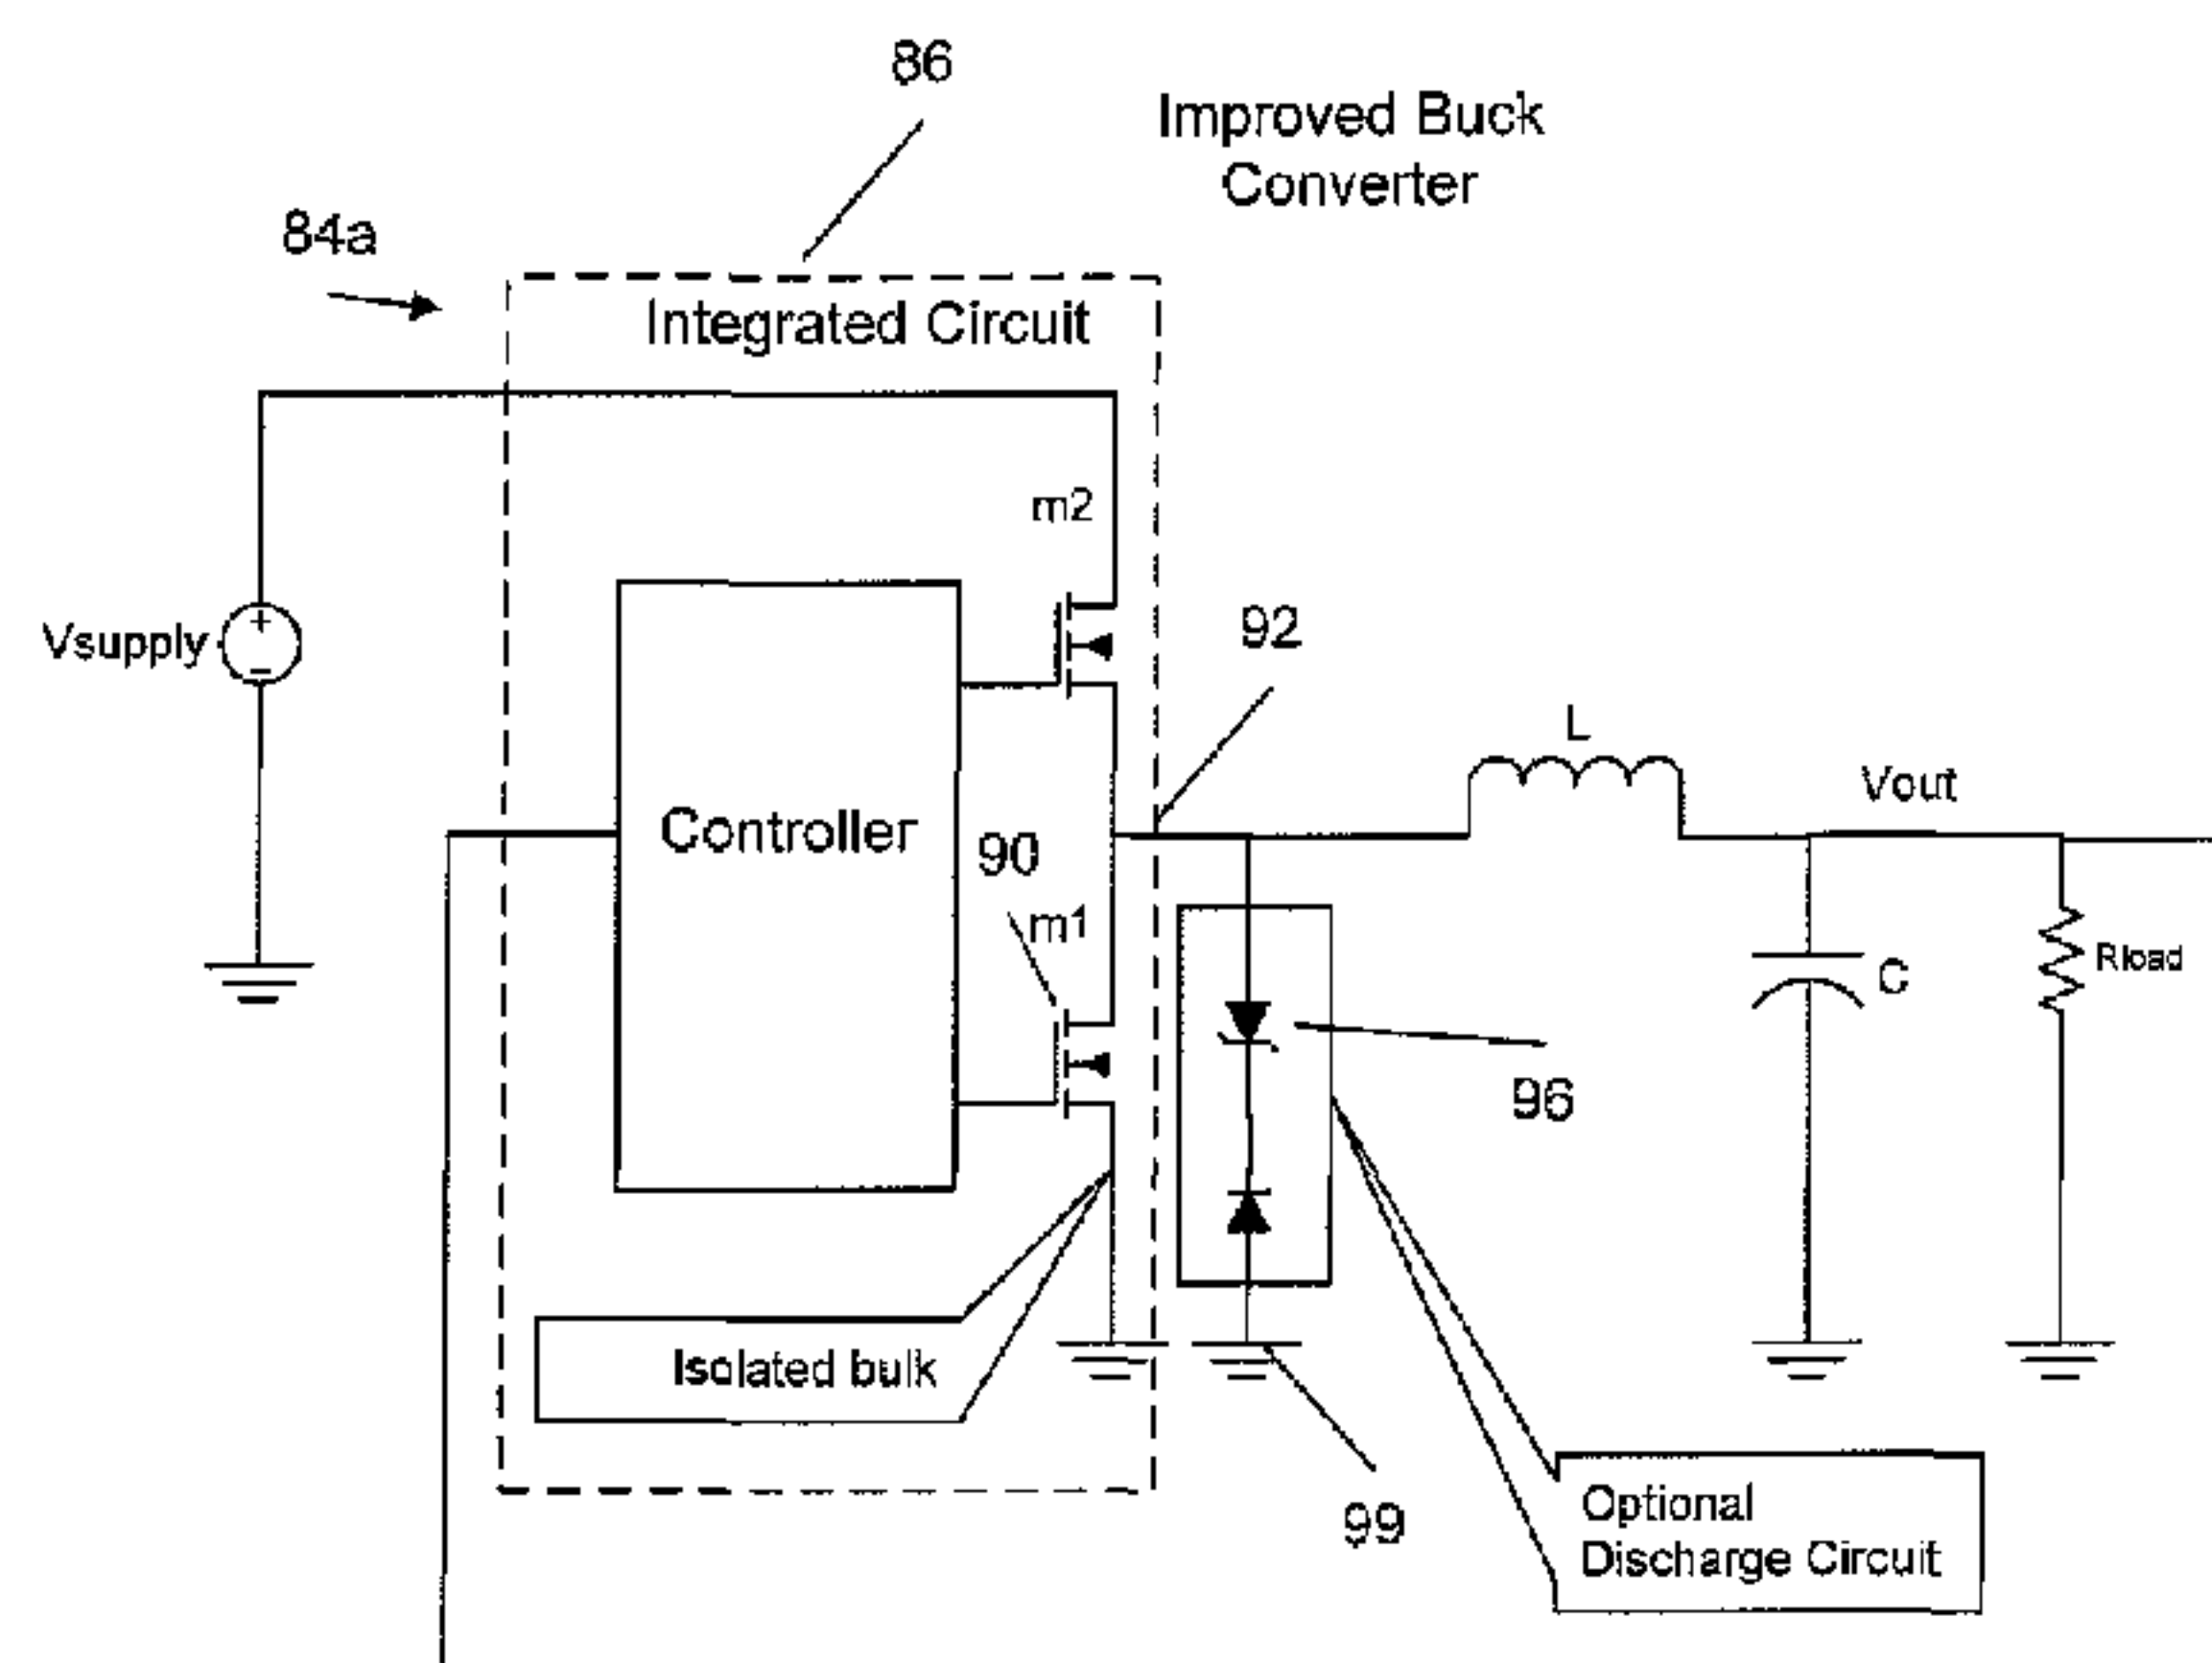 86
Improved Buck
Converter
84a
Integrated Circuit
m2
Vsupply
+
-
92
L
Vout
Controller
90
m1
Rload
C
96
Isolated bulk
99
Optional
Discharge Circuit